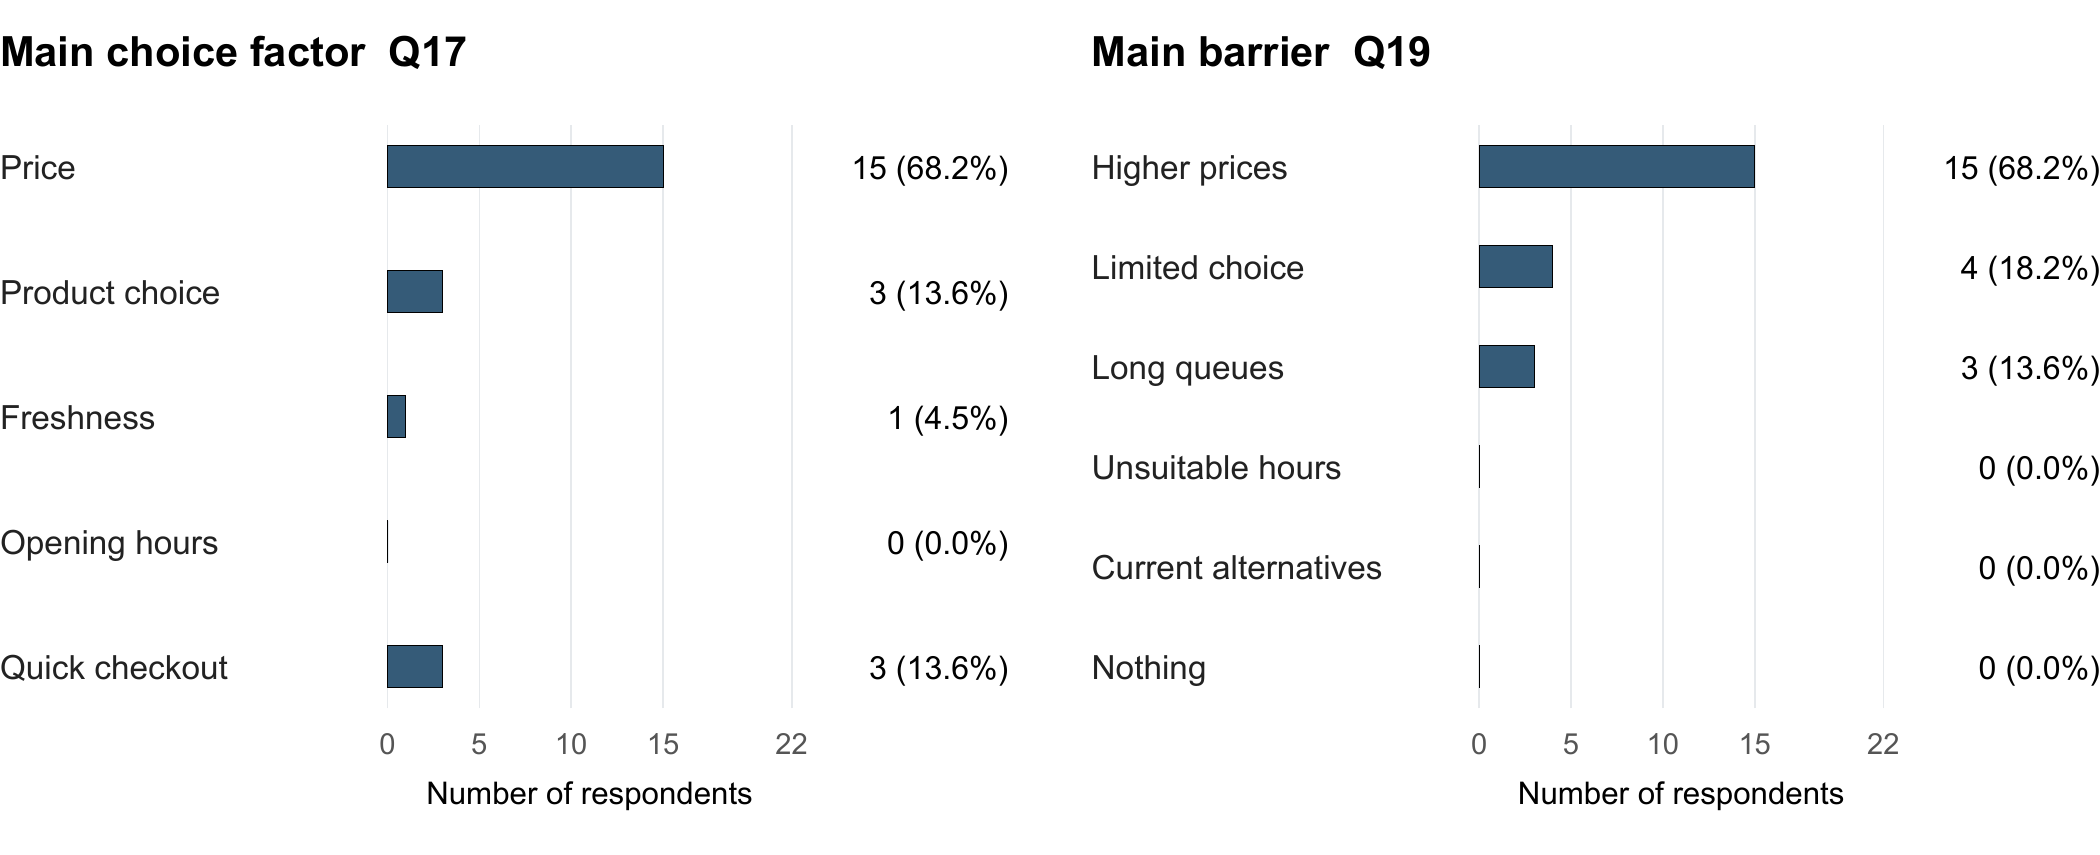 Main choice factor  Q17
Price 15 (68.2%)
Product choice 3 (13.6%)
Freshness 1 (4.5%)
Opening hours 0 (0.0%)
Quick checkout 3 (13.6%)
0 5 10 15 22
Number of respondents
Main barrier  Q19
Higher prices 15 (68.2%)
Limited choice 4 (18.2%)
Long queues 3 (13.6%)
Unsuitable hours 0 (0.0%)
Current alternatives 0 (0.0%)
Nothing 0 (0.0%)
0 5 10 15 22
Number of respondents